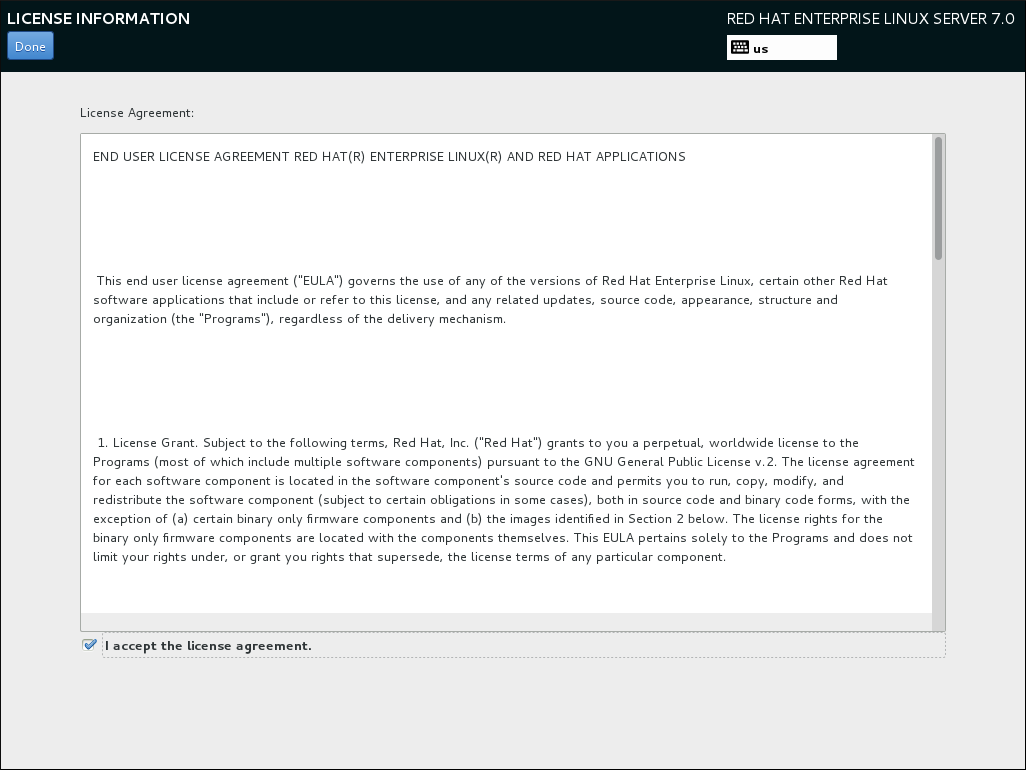 LICENSE INFORMATION
RED HAT ENTERPRISE LINUX SERVER 7.0
Done
us
License Agreement:
END USER LICENSE AGREEMENT RED HAT(R) ENTERPRISE LINUX(R) AND RED HAT APPLICATIONS
This end user license agreement ("EULA") governs the use of any of the versions of Red Hat Enterprise Linux, certain other Red Hat
software applications that include or refer to this license, and any related updates, source code, appearance, structure and
organization (the "Programs"), regardless of the delivery mechanism.
1. License Grant. Subject to the following terms, Red Hat, Inc. ("Red Hat") grants to you a perpetual, worldwide license to the
Programs (most of which include multiple software components) pursuant to the GNU General Public License v.2. The license agreement
for each software component is located in the software component's source code and permits you to run, copy, modify, and
redistribute the software component (subject to certain obligations in some cases), both in source code and binary code forms, with the
exception of (a) certain binary only firmware components and (b) the images identified in Section 2 below. The license rights for the
binary only firmware components are located with the components themselves. This EULA pertains solely to the Programs and does not
limit your rights under, or grant you rights that supersede, the license terms of any particular component.
I accept the license agreement.